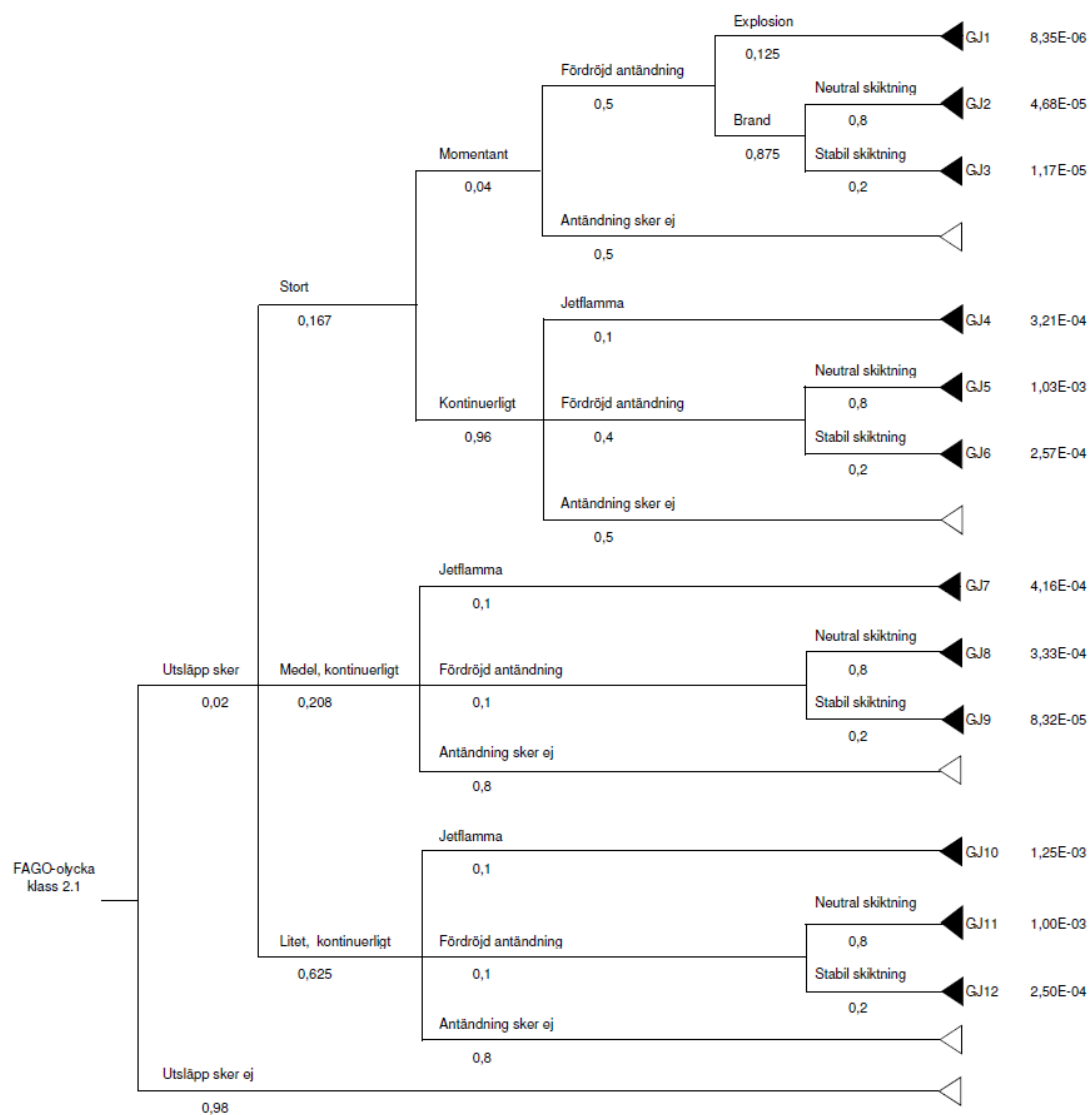 Explosion
GJ1 8,35E-06
0,125
Fördröjd antändning
Neutral skiktning
0,5
GJ2 4,68E-05
Brand
0,8
Momentant
0,875
Stabil skiktning
0,04
GJ3 1,17E-05
0,2
Antändning sker ej
0,5
Stort
Jetflamma
0,167
GJ4 3,21E-04
0,1
Neutral skiktning
GJ5 1,03E-03
Kontinuerligt
Fördröjd antändning
0,8
0,96
0,4
Stabil skiktning
GJ6 2,57E-04
0,2
Antändning sker ej
0,5
Jetflamma
GJ7 4,16E-04
0,1
Neutral skiktning
GJ8 3,33E-04
Utsläpp sker
Medel, kontinuerligt
Fördröjd antändning
0,8
0,02
0,208
0,1
Stabil skiktning
GJ9 8,32E-05
0,2
Antändning sker ej
0,8
Jetflamma
GJ10 1,25E-03
FAGO-olycka
klass 2.1
0,1
Neutral skiktning
GJ11 1,00E-03
Litet, kontinuerligt
Fördröjd antändning
0,8
0,625
0,1
Stabil skiktning
GJ12 2,50E-04
0,2
Antändning sker ej
0,8
Utsläpp sker ej
0,98